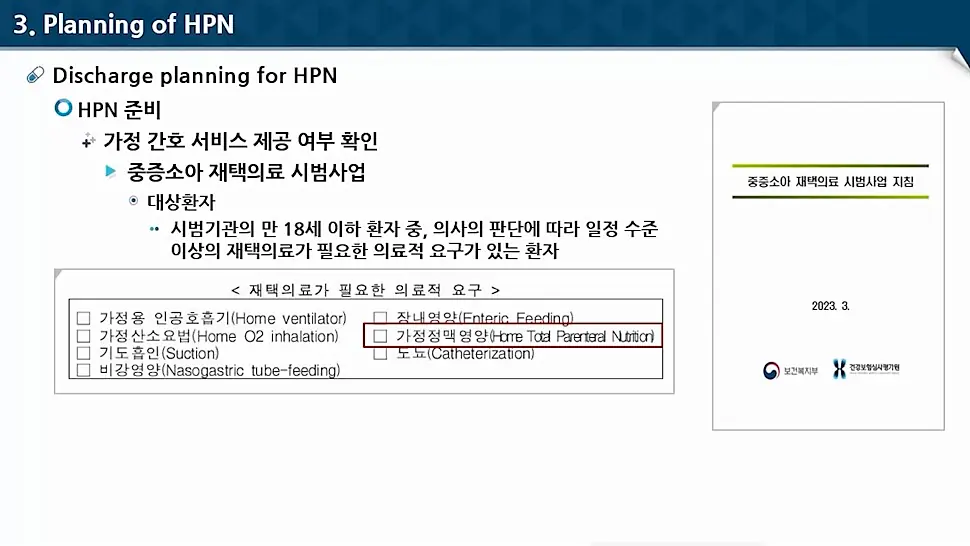 3. Planning of HPN
Discharge planning for HPN
HPN 준비
가정 간호 서비스 제공 여부 확인
중증소아 재택의료 시범사업
대상환자
시범기관의 만 18세 이하 환자 중, 의사의 판단에 따라 일정 수준
이상의 재택의료가 필요한 의료적 요구가 있는 환자
< 재택의료가 필요한 의료적 요구 >
□ 가정용 인공호흡기(Home ventilator)
□ 가정산소요법(Home O2 inhalation)
□ 기도흡인(Suction)
□ 비강영양(Nasogastric tube-feeding)
□ 장내영양(Enteric Feeding)
□ 가정정맥영양(Home Total Parenteral Nutrition)
□ 도뇨(Catheterization)
중증소아 재택의료 시범사업 지침
2023. 3.
보건복지부
건강보험심사평가원